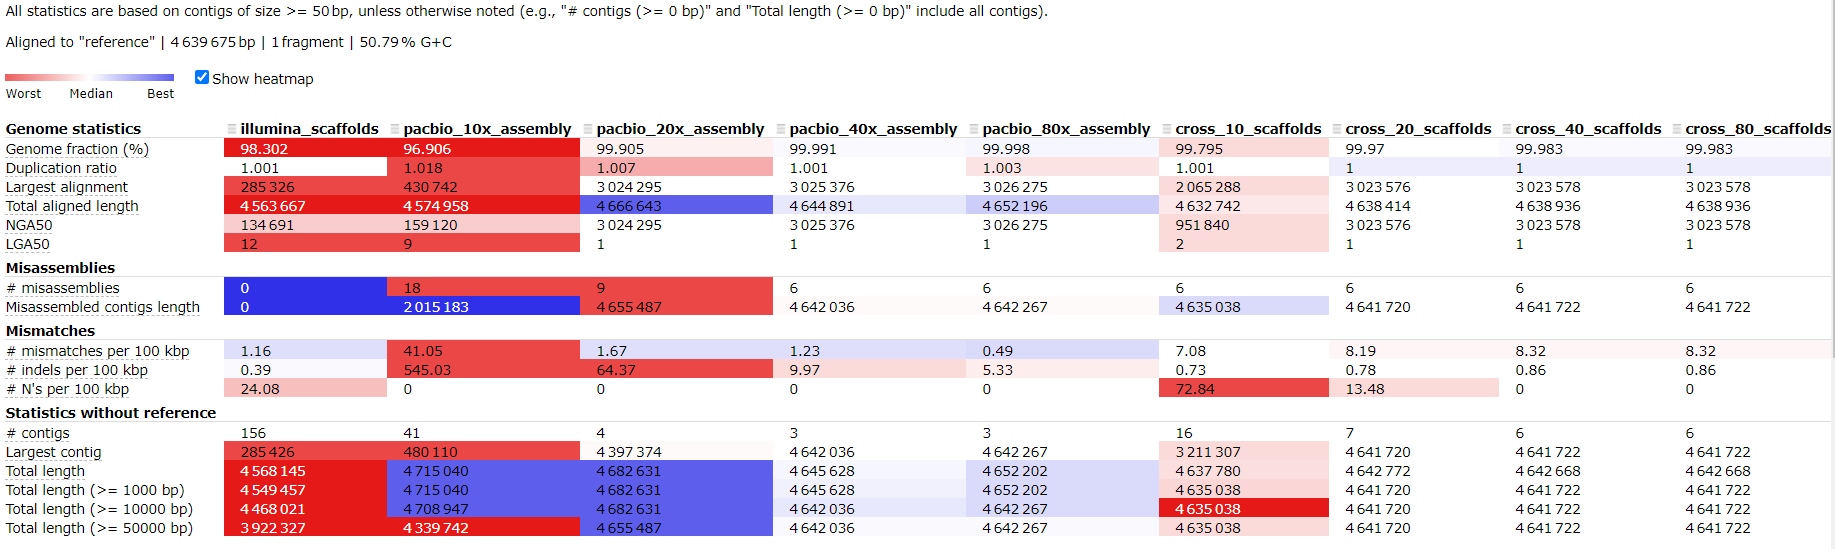 All statistics are based on contigs of size >= 50 bp, unless otherwise noted (e.g., "# contigs (>= 0 bp)" and "Total length (>= 0 bp)" include all contigs).
Aligned to "reference" | 4 639 675 bp | 1 fragment | 50.79 % G+C
Show heatmap
Worst Median Best
Genome statistics illumina_scaffolds pacbio_10x_assembly pacbio_20x_assembly pacbio_40x_assembly pacbio_80x_assembly cross_10_scaffolds cross_20_scaffolds cross_40_scaffolds cross_80_scaffolds
Genome fraction (%) 98.302 96.906 99.905 99.991 99.998 99.795 99.97 99.983 99.983
Duplication ratio 1.001 1.018 1.007 1.001 1.003 1.001 1 1 1
Largest alignment 285 326 430 742 3 024 295 3 025 376 3 026 275 2 065 288 3 023 576 3 023 578 3 023 578
Total aligned length 4 563 667 4 574 958 4 666 643 4 644 891 4 652 196 4 632 742 4 638 414 4 638 936 4 638 936
NGA50 134 691 159 120 3 024 295 3 025 376 3 026 275 951 840 3 023 576 3 023 578 3 023 578
LGA50 12 9 1 1 1 2 1 1 1
Misassemblies
# misassemblies 0 18 9 6 6 6 6 6 6
Misassembled contigs length 0 2 015 183 4 655 487 4 642 036 4 642 267 4 635 038 4 641 720 4 641 722 4 641 722
Mismatches
# mismatches per 100 kbp 1.16 41.05 1.67 1.23 0.49 7.08 8.19 8.32 8.32
# indels per 100 kbp 0.39 545.03 64.37 9.97 5.33 0.73 0.78 0.86 0.86
# N's per 100 kbp 24.08 0 0 0 0 72.84 13.48 0 0
Statistics without reference
# contigs 156 41 4 3 3 16 7 6 6
Largest contig 285 426 480 110 4 397 374 4 642 036 4 642 267 3 211 307 4 641 720 4 641 722 4 641 722
Total length 4 568 145 4 715 040 4 682 631 4 645 628 4 652 202 4 637 780 4 642 772 4 642 668 4 642 668
Total length (>= 1000 bp) 4 549 457 4 715 040 4 682 631 4 645 628 4 652 202 4 635 038 4 641 720 4 641 722 4 641 722
Total length (>= 10000 bp) 4 468 021 4 708 947 4 682 631 4 642 036 4 642 267 4 635 038 4 641 720 4 641 722 4 641 722
Total length (>= 50000 bp) 3 922 327 4 339 742 4 655 487 4 642 036 4 642 267 4 635 038 4 641 720 4 641 722 4 641 722